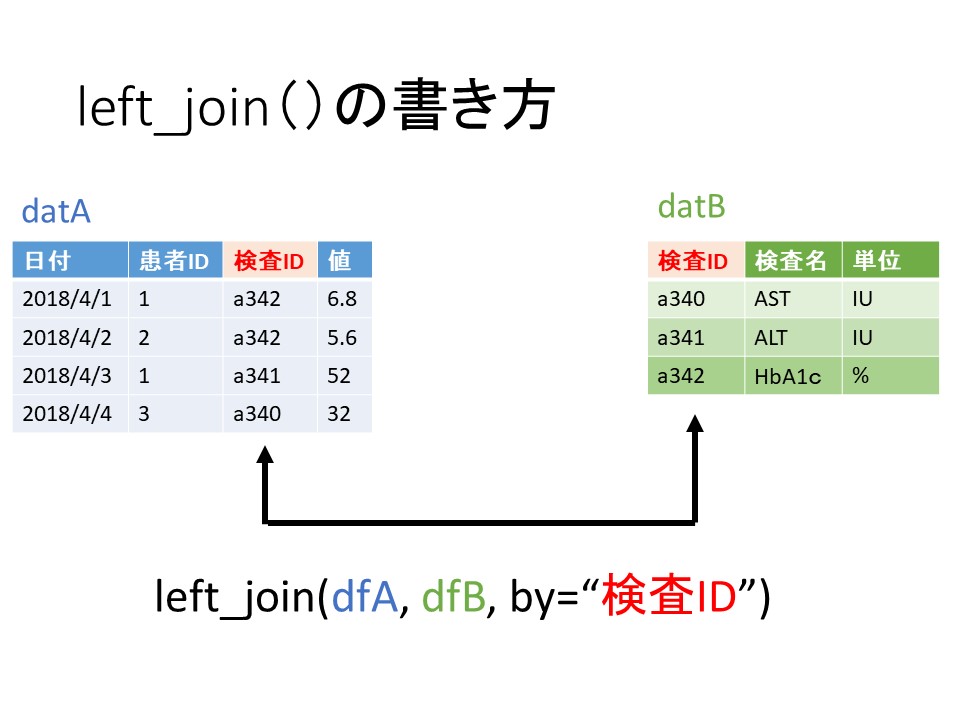 left_join（）の書き方
datA
日付 患者ID 検査ID 値
2018/4/1 1 a342 6.8
2018/4/2 2 a342 5.6
2018/4/3 1 a341 52
2018/4/4 3 a340 32
datB
検査ID 検査名 単位
a340 AST IU
a341 ALT IU
a342 HbA1c %
left_join(dfA, dfB, by=“検査ID”)